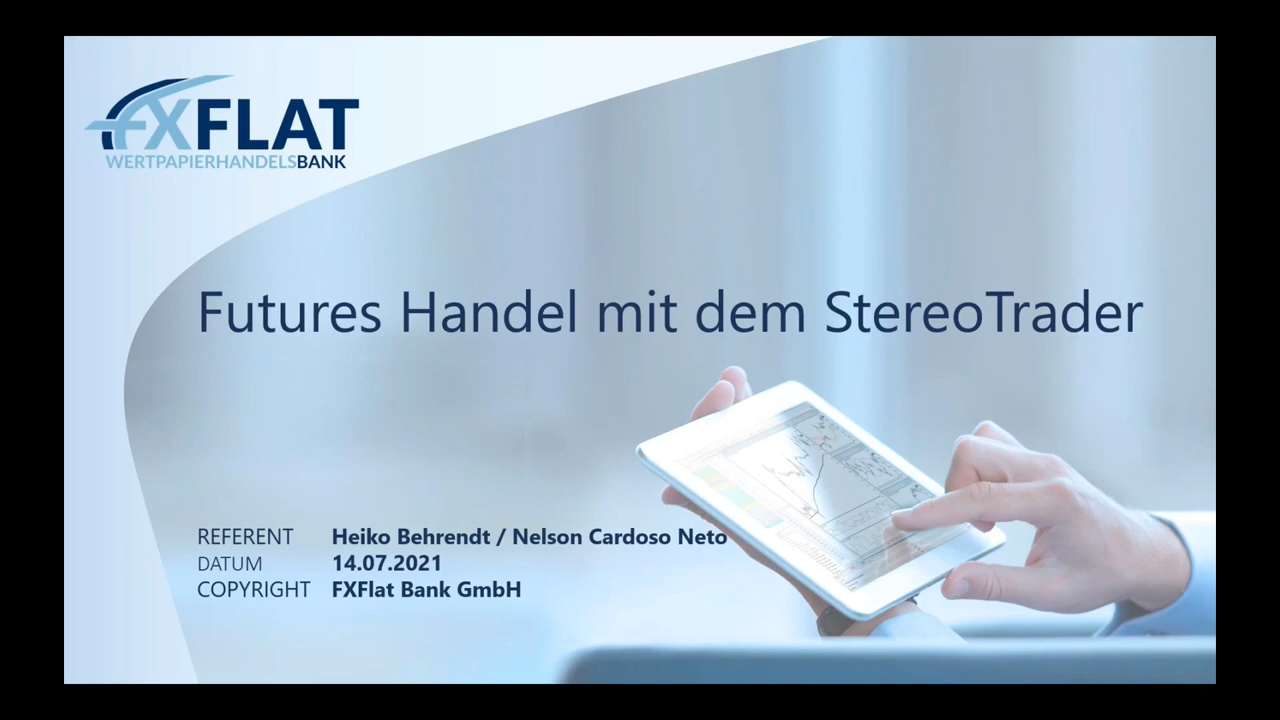 FXFLAT
WERTPAPIERHANDELSBANK
Futures Handel mit dem StereoTrader
REFERENT Heiko Behrendt / Nelson Cardoso Neto
DATUM 14.07.2021
COPYRIGHT FXFlat Bank GmbH